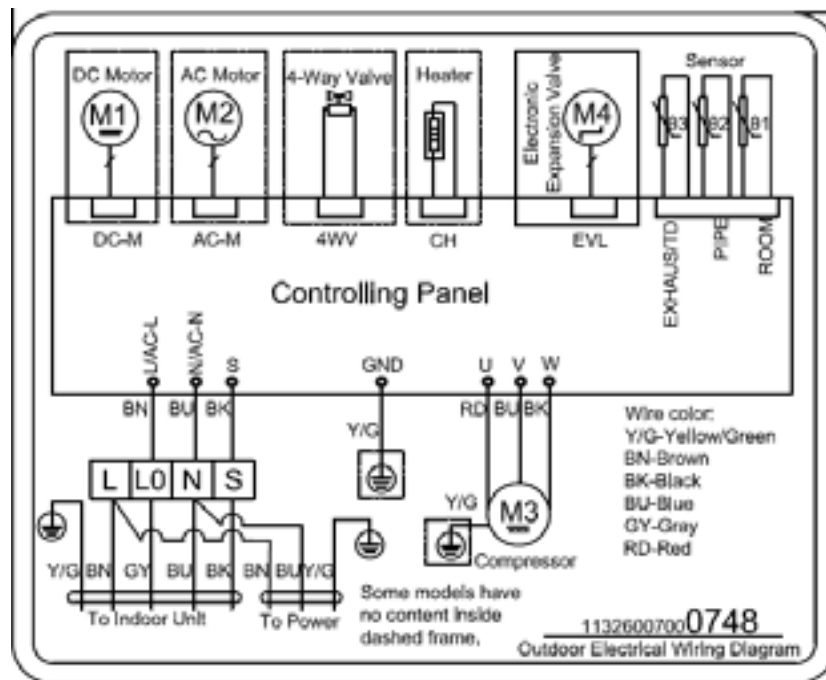 DC Motor
AC Motor
4-Way Valve
Heater
Electronic
Expansion Valve
Sensor
M1
M2
M4
θ3
θ2
θ1
DC-M
AC-M
4WV
CH
EVL
EXHAUS/TD
PIPE
ROOM
Controlling Panel
L/AC-L
N/AC-N
S
GND
U
V
W
BN
BU
BK
Y/G
RD
BU
BK
L
L0
N
S
Y/G
M3
Compressor
Y/G
BN
GY
BU
BK
BN
BU
Y/G
To Indoor Unit
To Power
Some models have
no content inside
dashed frame.
Wire color:
Y/G-Yellow/Green
BN-Brown
BK-Black
BU-Blue
GY-Gray
RD-Red
11326007000748
Outdoor Electrical Wiring Diagram